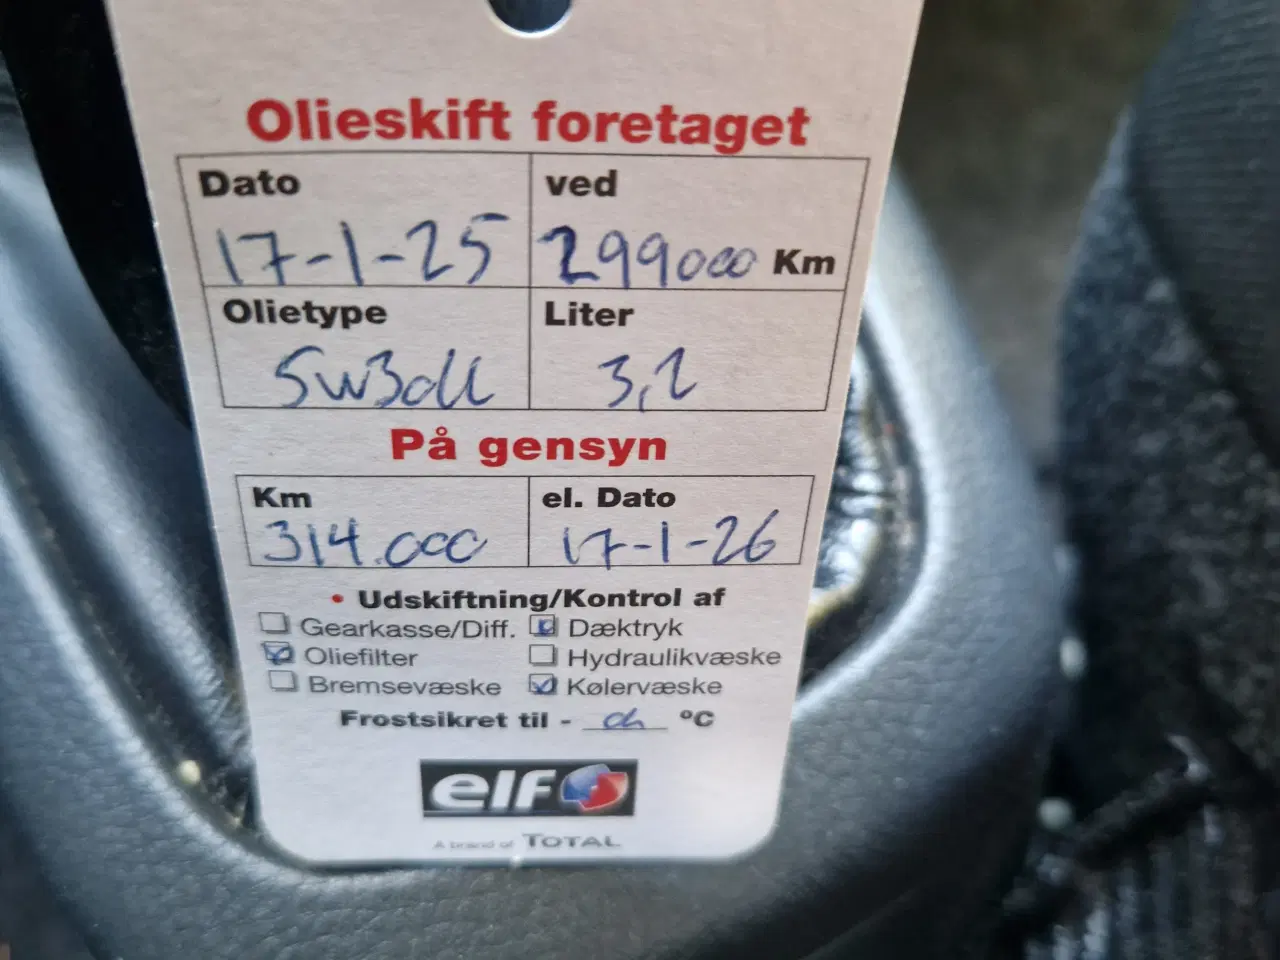 Olieskift foretaget
Dato ved
17-1-25 299000 Km
Olietype Liter
5w30LL 3,2
På gensyn
Km el. Dato
314.000 17-1-26
• Udskiftning/Kontrol af
Gearkasse/Diff. Dæktryk
Oliefilter Hydraulikvæske
Bremsevæske Kølervæske
Frostsikret til - ºC
elf
A brand of TOTAL